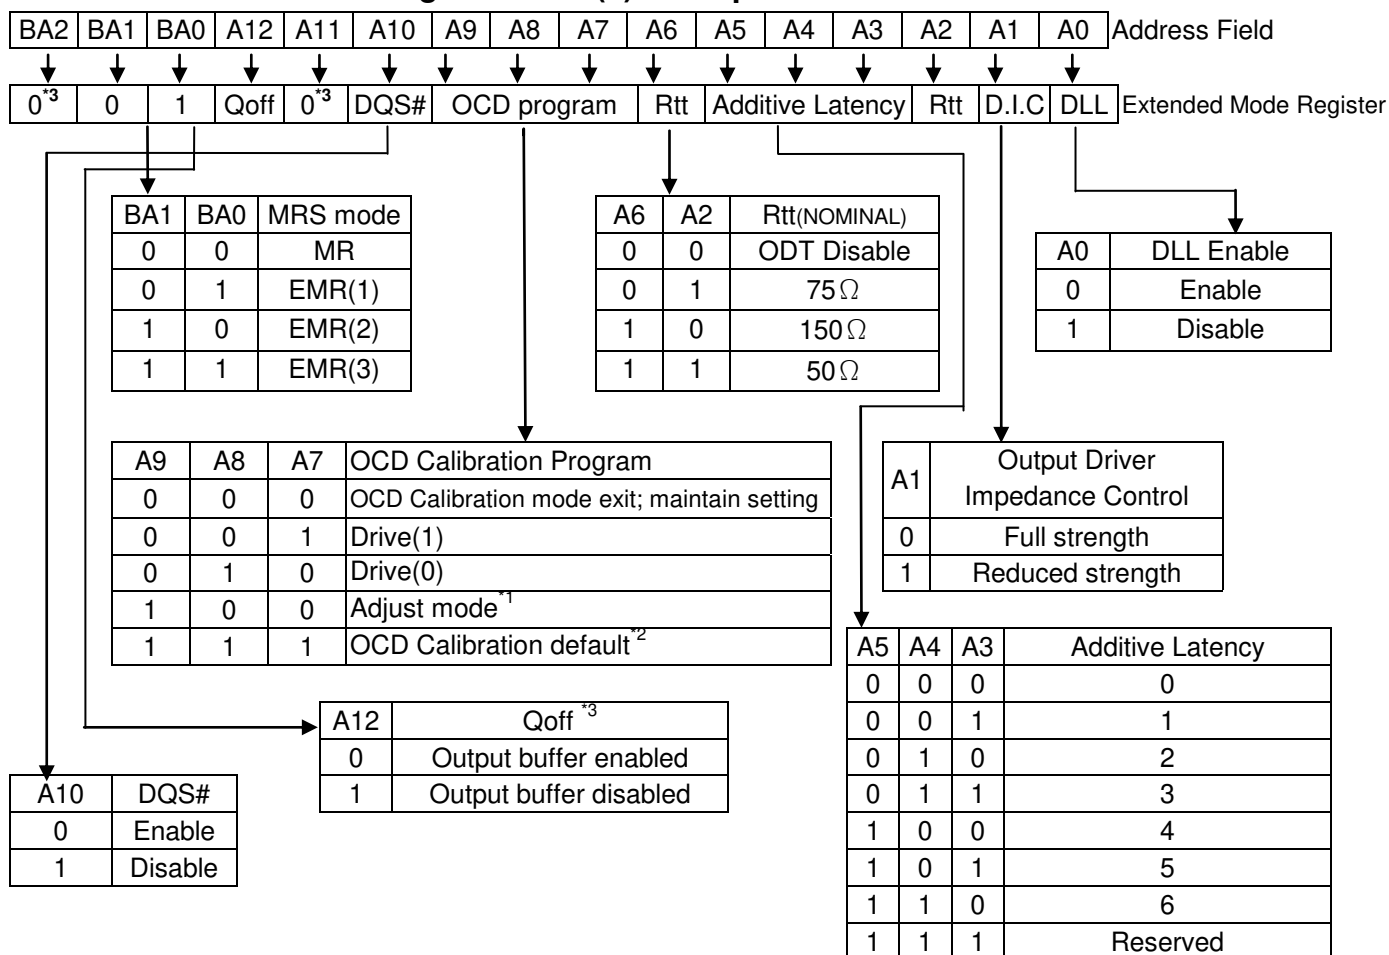 BA2 BA1 BA0 A12 A11 A10 A9 A8 A7 A6 A5 A4 A3 A2 A1 A0 Address Field
0*3 0 1 Qoff 0*3 DQS# OCD program Rtt Additive Latency Rtt D.I.C DLL Extended Mode Register
BA1 BA0 MRS mode
0 0 MR
0 1 EMR(1)
1 0 EMR(2)
1 1 EMR(3)
A6 A2 Rtt(NOMINAL)
0 0 ODT Disable
0 1 75Ω
1 0 150Ω
1 1 50Ω
A0 DLL Enable
0 Enable
1 Disable
A9 A8 A7 OCD Calibration Program
0 0 0 OCD Calibration mode exit; maintain setting
0 0 1 Drive(1)
0 1 0 Drive(0)
1 0 0 Adjust mode*1
1 1 1 OCD Calibration default*2
A1 Output Driver
Impedance Control
0 Full strength
1 Reduced strength
A12 Qoff *3
0 Output buffer enabled
1 Output buffer disabled
A10 DQS#
0 Enable
1 Disable
A5 A4 A3 Additive Latency
0 0 0 0
0 0 1 1
0 1 0 2
0 1 1 3
1 0 0 4
1 0 1 5
1 1 0 6
1 1 1 Reserved